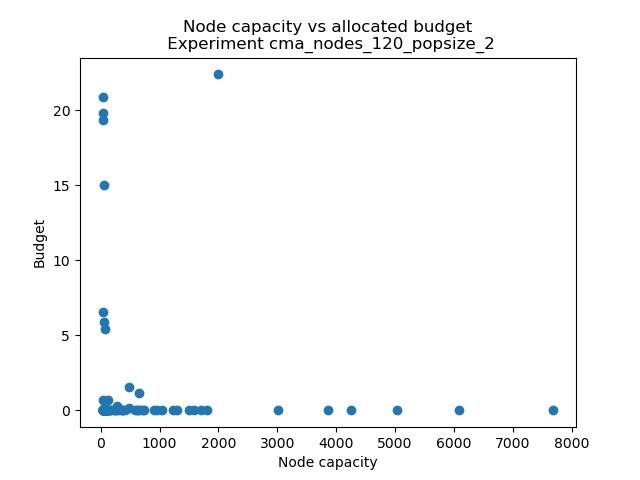 Node capacity vs allocated budget
Experiment cma_nodes_120_popsize_2
20
15
10
5
0
Budget
0 1000 2000 3000 4000 5000 6000 7000 8000
Node capacity